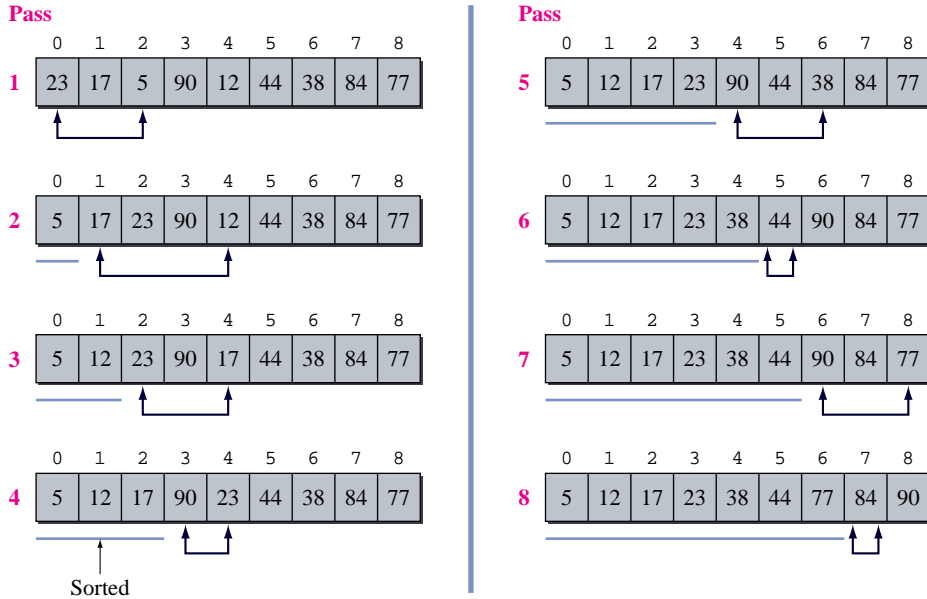 Pass
0 1 2 3 4 5 6 7 8
1 23 17 5 90 12 44 38 84 77
0 1 2 3 4 5 6 7 8
2 5 17 23 90 12 44 38 84 77
0 1 2 3 4 5 6 7 8
3 5 12 23 90 17 44 38 84 77
0 1 2 3 4 5 6 7 8
4 5 12 17 90 23 44 38 84 77
Sorted
Pass
0 1 2 3 4 5 6 7 8
5 5 12 17 23 90 44 38 84 77
0 1 2 3 4 5 6 7 8
6 5 12 17 23 38 44 90 84 77
0 1 2 3 4 5 6 7 8
7 5 12 17 23 38 44 90 84 77
0 1 2 3 4 5 6 7 8
8 5 12 17 23 38 44 77 84 90